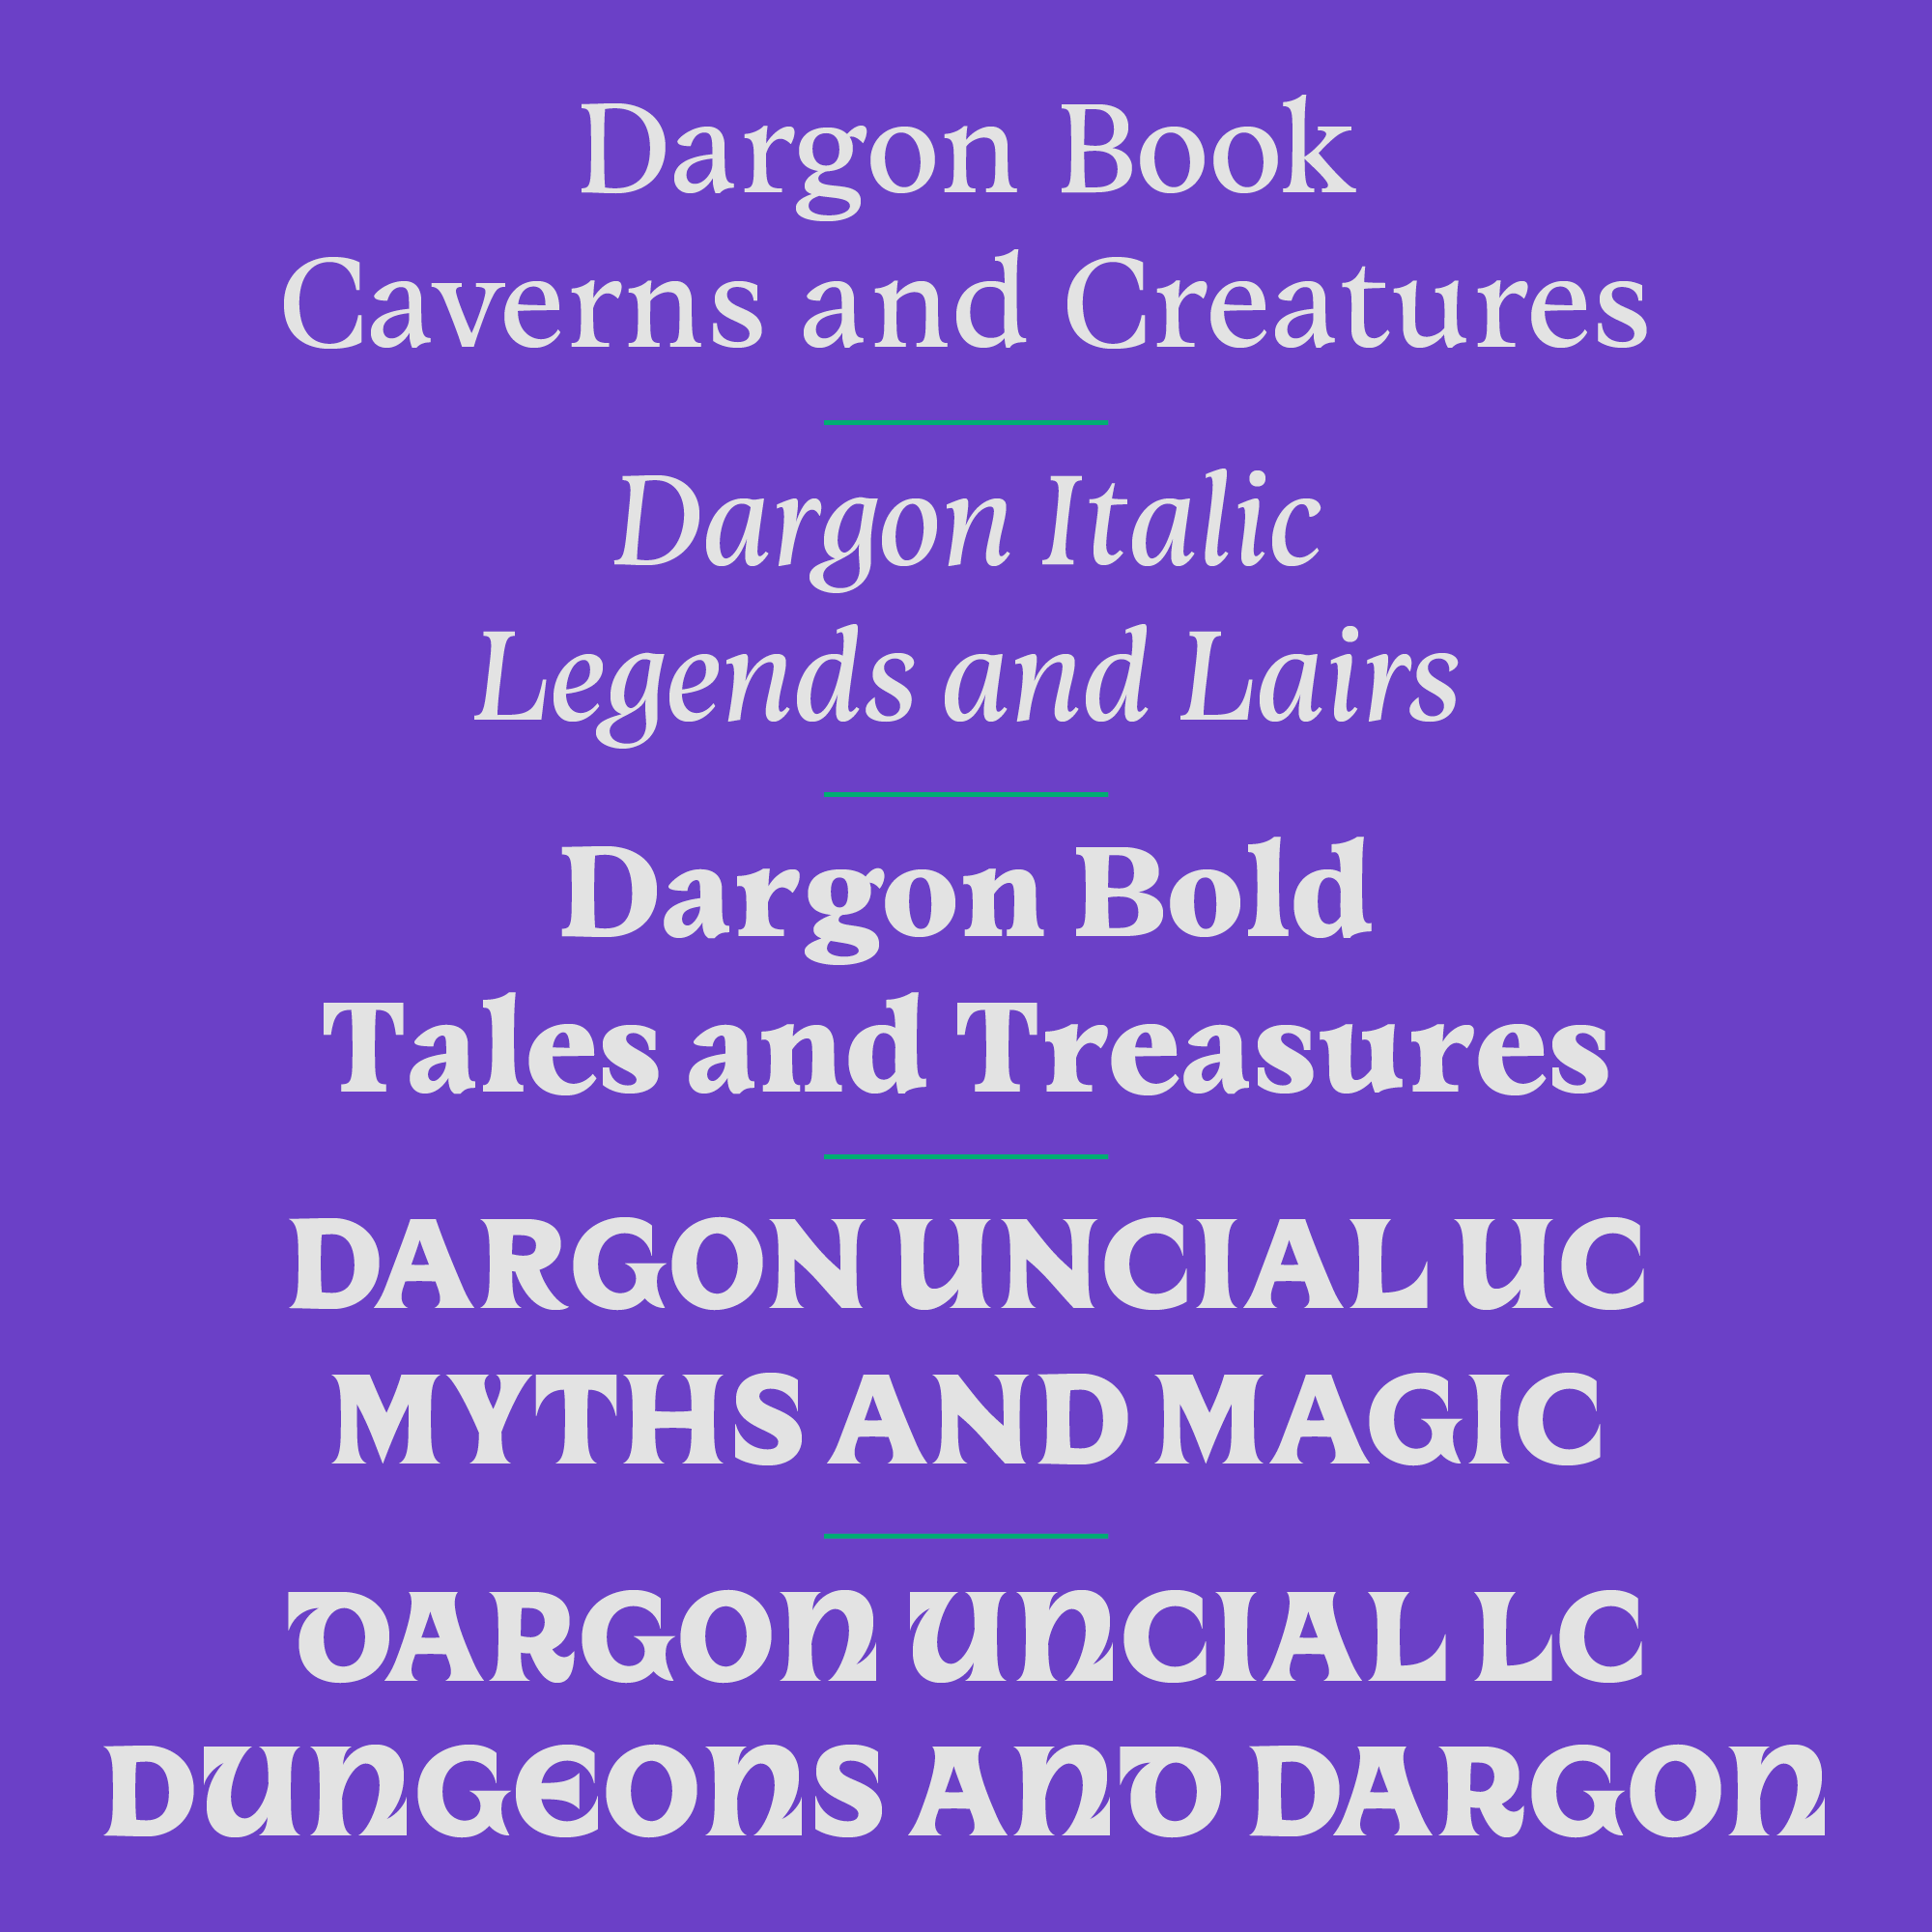 Dargon Book
Caverns and Creatures
Dargon Italic
Legends and Lairs
Dargon Bold
Tales and Treasures
DARGON UNCIAL UC
MYTHS AND MAGIC
DARGON UNCIAL LC
DUNGEONS AND DARGON